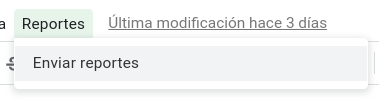 a Reportes Última modificación hace 3 días
Enviar reportes